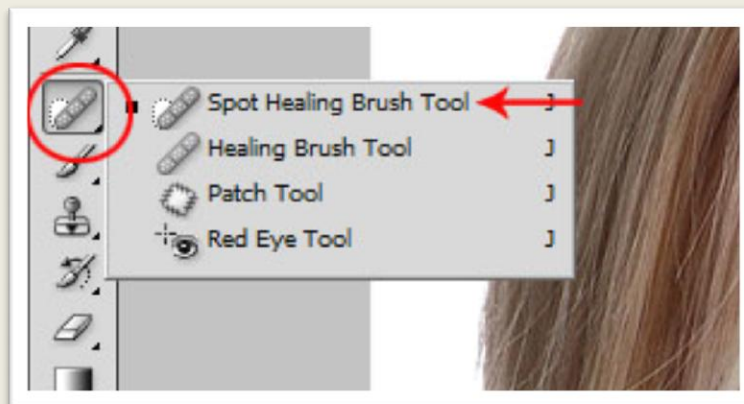 Spot Healing Brush Tool J
Healing Brush Tool J
Patch Tool J
Red Eye Tool J